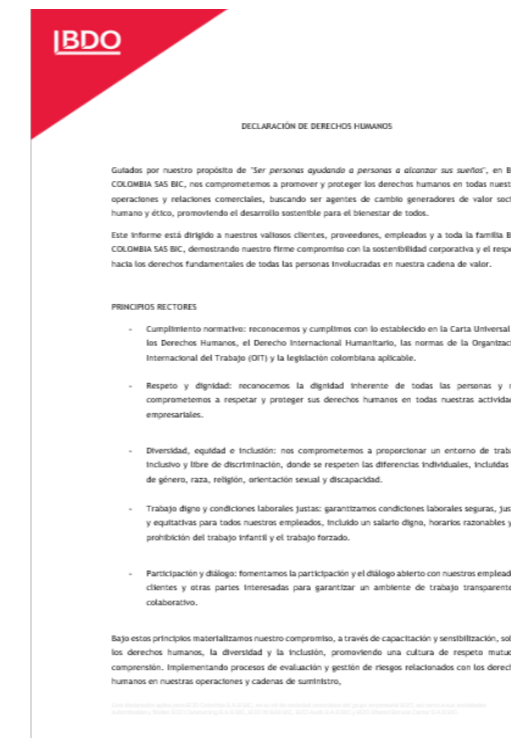 BDO
DECLARACIÓN DE DERECHOS HUMANOS
Guiados por nuestro propósito de "Ser personas ayudando a personas a alcanzar sus sueños", en B
COLOMBIA SAS BIC, nos comprometemos a promover y proteger los derechos humanos en todas nuest
operaciones y relaciones comerciales, buscando ser agentes de cambio generadores de valor soci
humano y ético, promoviendo el desarrollo sostenible para el bienestar de todos.
Este informe está dirigido a nuestros valiosos clientes, proveedores, empleados y a toda la familia B
COLOMBIA SAS BIC, demostrando nuestro firme compromiso con la sostenibilidad corporativa y el respe
hacia los derechos fundamentales de todas las personas involucradas en nuestra cadena de valor.
PRINCIPIOS RECTORES
- Cumplimiento normativo: reconocemos y cumplimos con lo establecido en la Carta Universal
los Derechos Humanos, el Derecho Internacional Humanitario, las normas de la Organizaci
Internacional del Trabajo (OIT) y la legislación colombiana aplicable.
- Respeto y dignidad: reconocemos la dignidad inherente de todas las personas y n
comprometemos a respetar y proteger sus derechos humanos en todas nuestras actividad
empresariales.
- Diversidad, equidad e inclusión: nos comprometemos a proporcionar un entorno de traba
inclusivo y libre de discriminación, donde se respeten las diferencias individuales, incluidas
de género, raza, religión, orientación sexual y discapacidad.
- Trabajo digno y condiciones laborales justas: garantizamos condiciones laborales seguras, jus
y equitativas para todos nuestros empleados, incluido un salario digno, horarios razonables y
prohibición del trabajo infantil y el trabajo forzado.
- Participación y diálogo: fomentamos la participación y el diálogo abierto con nuestros emplead
clientes y otras partes interesadas para garantizar un ambiente de trabajo transparente
colaborativo.
Bajo estos principios materializamos nuestro compromiso, a través de capacitación y sensibilización, sob
los derechos humanos, la diversidad y la inclusión, promoviendo una cultura de respeto mutuo
comprensión. Implementando procesos de evaluación y gestión de riesgos relacionados con los derech
humanos en nuestras operaciones y cadenas de suministro,